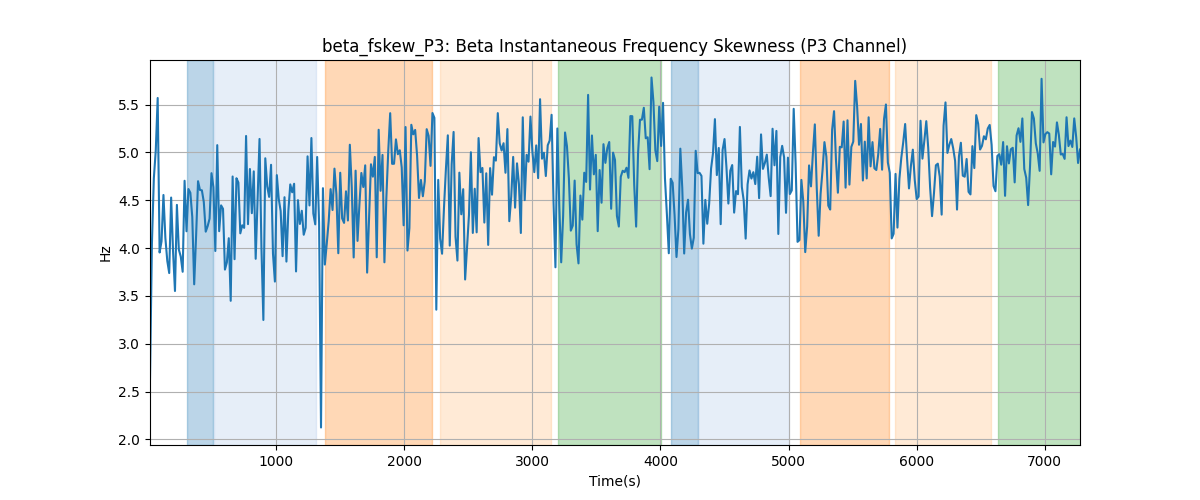 beta_fskew_P3: Beta Instantaneous Frequency Skewness (P3 Channel)
5.5
5.0
4.5
4.0
3.5
3.0
2.5
2.0
Hz
1000 2000 3000 4000 5000 6000 7000
Time(s)